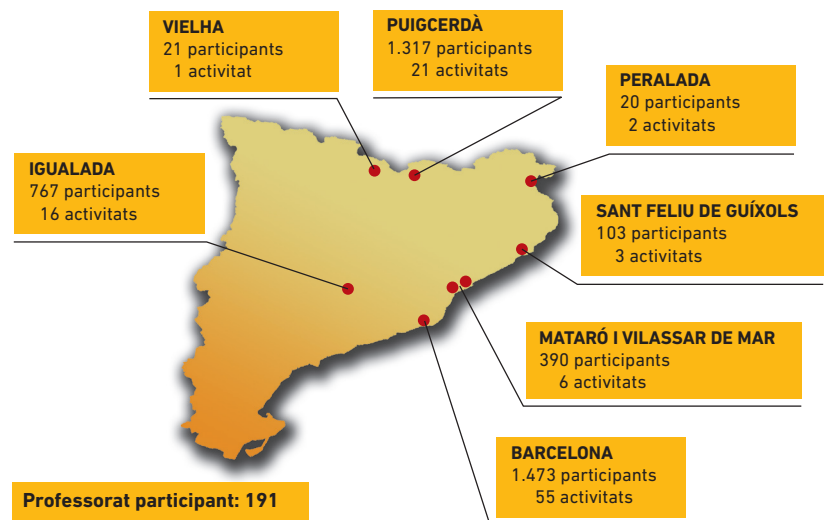 VIELHA
21 participants
1 activitat
PUIGCERDÀ
1.317 participants
21 activitats
PERALADA
20 participants
2 activitats
IGUALADA
767 participants
16 activitats
SANT FELIU DE GUÍXOLS
103 participants
3 activitats
MATARÓ I VILASSAR DE MAR
390 participants
6 activitats
BARCELONA
1.473 participants
55 activitats
Professorat participant: 191